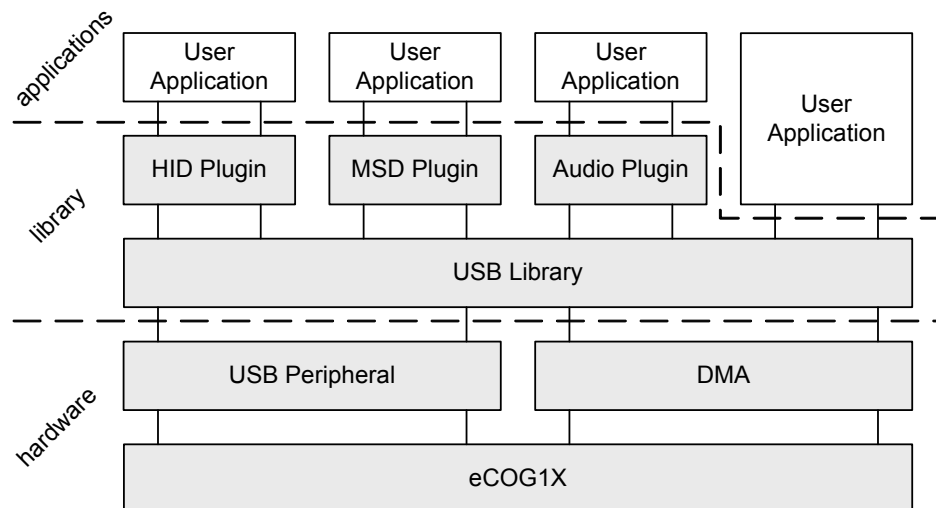 applications
User
Application
User
Application
User
Application
User
Application
library
HID Plugin
MSD Plugin
Audio Plugin
USB Library
hardware
USB Peripheral
DMA
eCOG1X